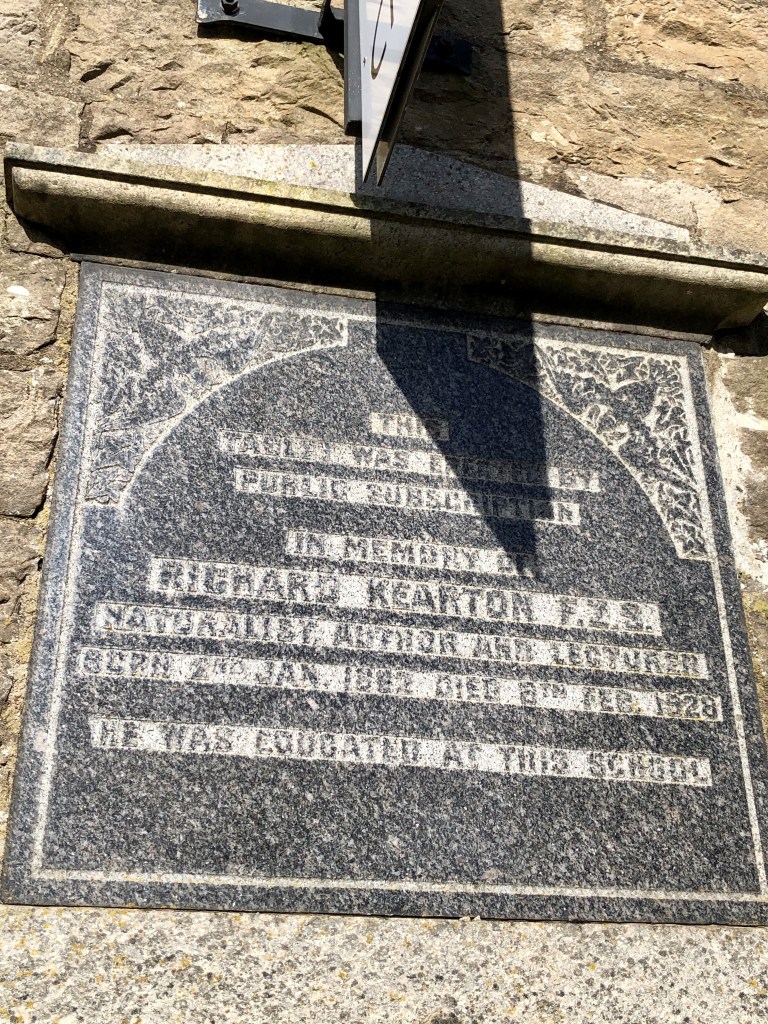 THIS
TABLET WAS ERECTED BY
PUBLIC SUBSCRIPTION
IN MEMORY OF
RICHARD KEARTON F.Z.S.
NATURALIST, AUTHOR AND LECTURER
BORN 2ND JAN. 1862. DIED 8TH FEB. 1928
HE WAS EDUCATED AT THIS SCHOOL